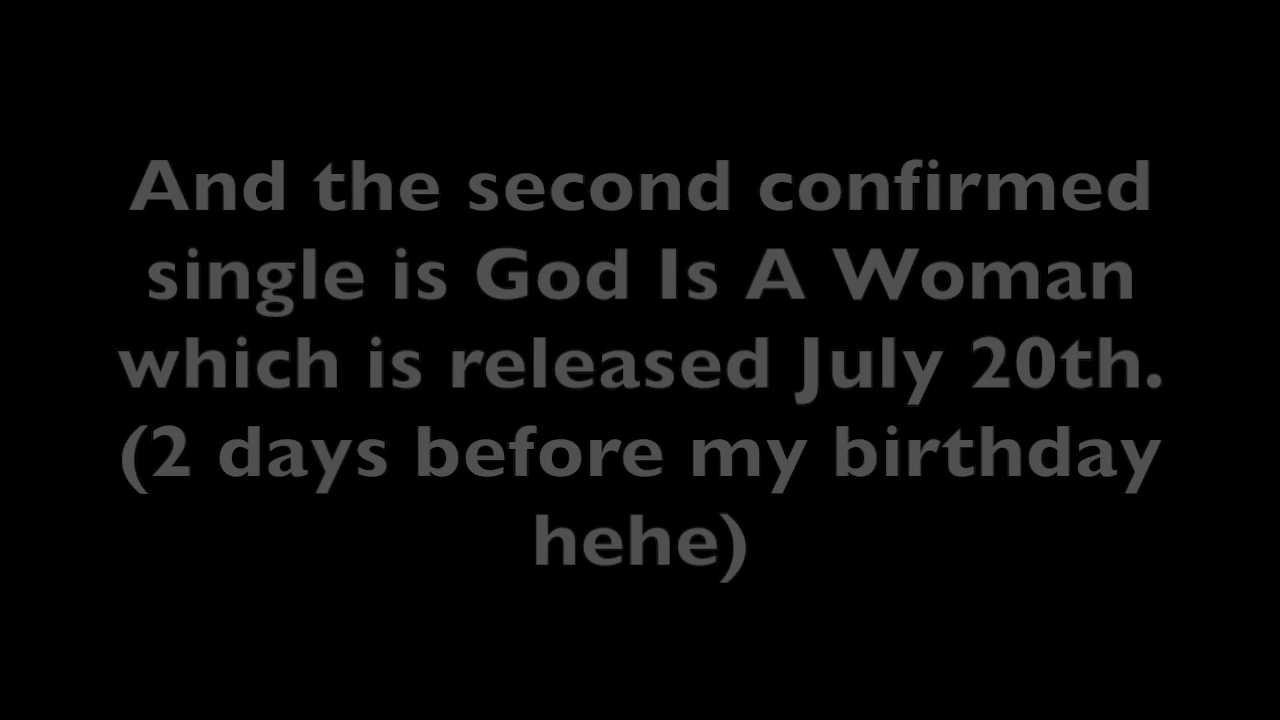 And the second confirmed
single is God Is A Woman
which is released July 20th.
(2 days before my birthday
hehe)